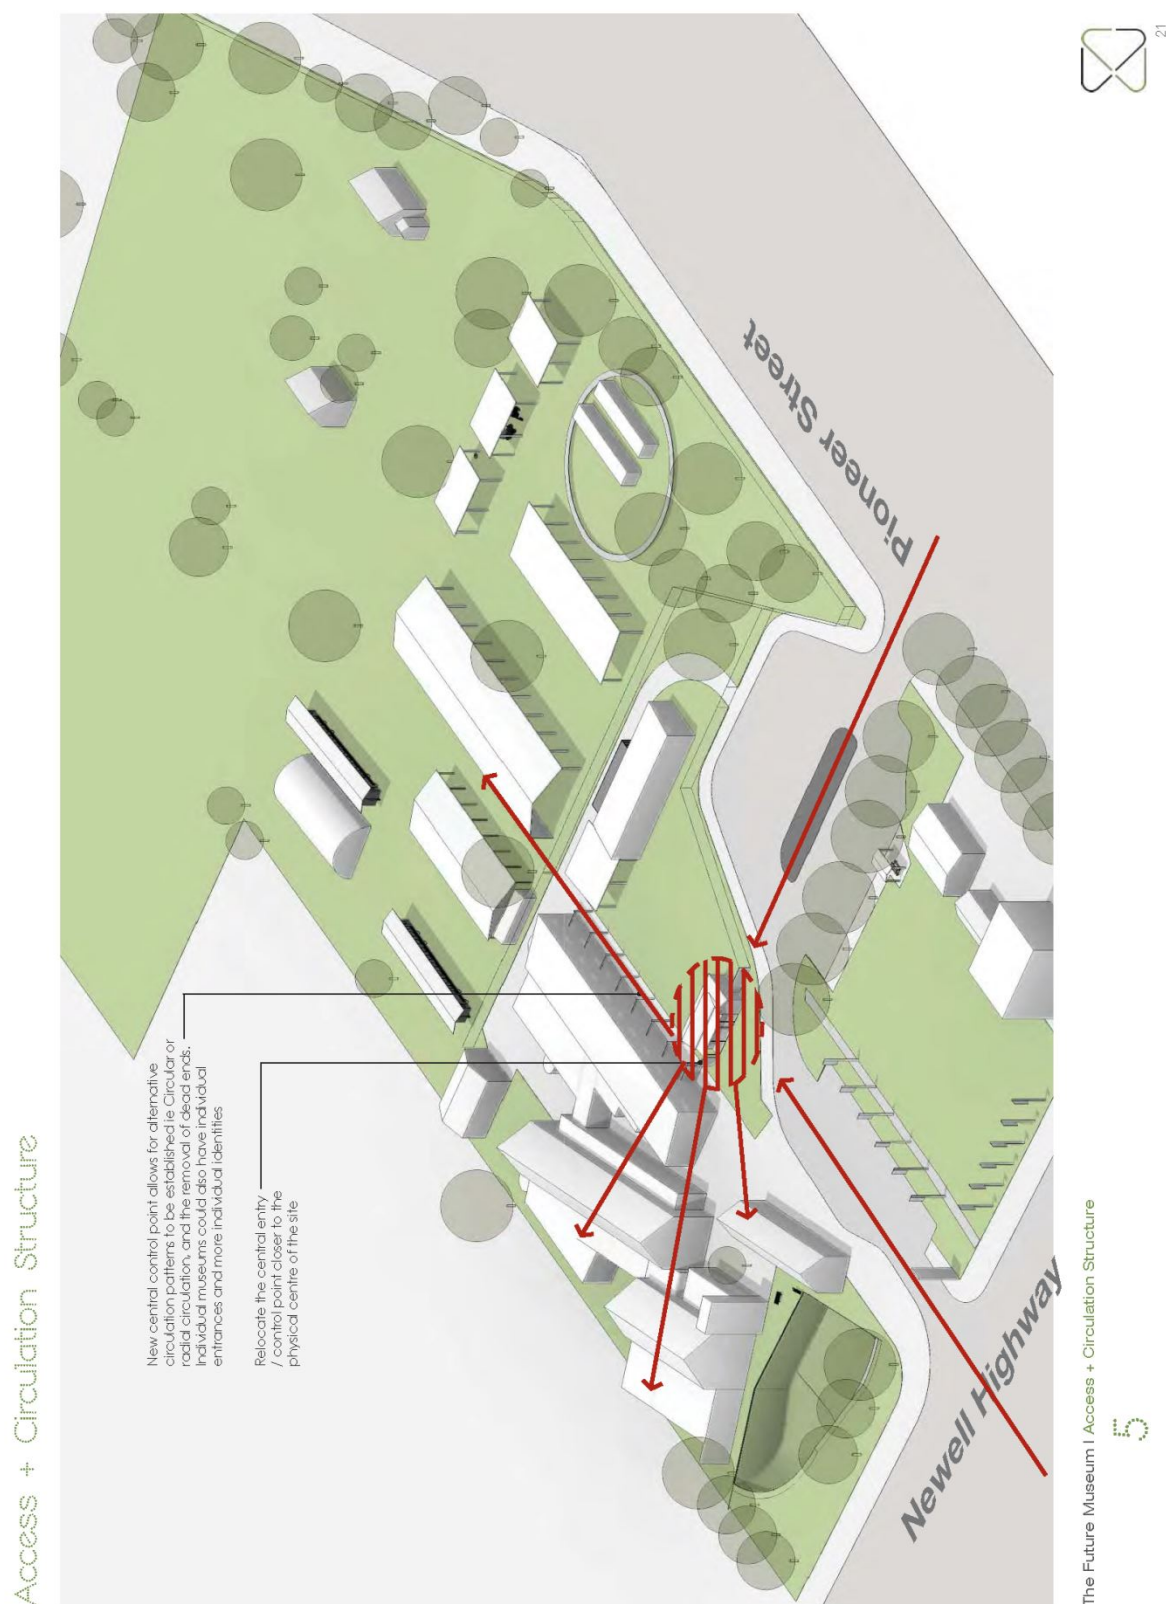 Access + Circulation Structure
New central control point allows for alternative
circulation patterns to be established ie Circular or
radial circulation, and the removal of dead ends.
Individual museums could also have individual
entrances and more individual identities
Relocate the central entry
/ control point closer to the
physical centre of the site
Pioneer Street
Newell Highway
The Future Museum | Access + Circulation Structure
5
21